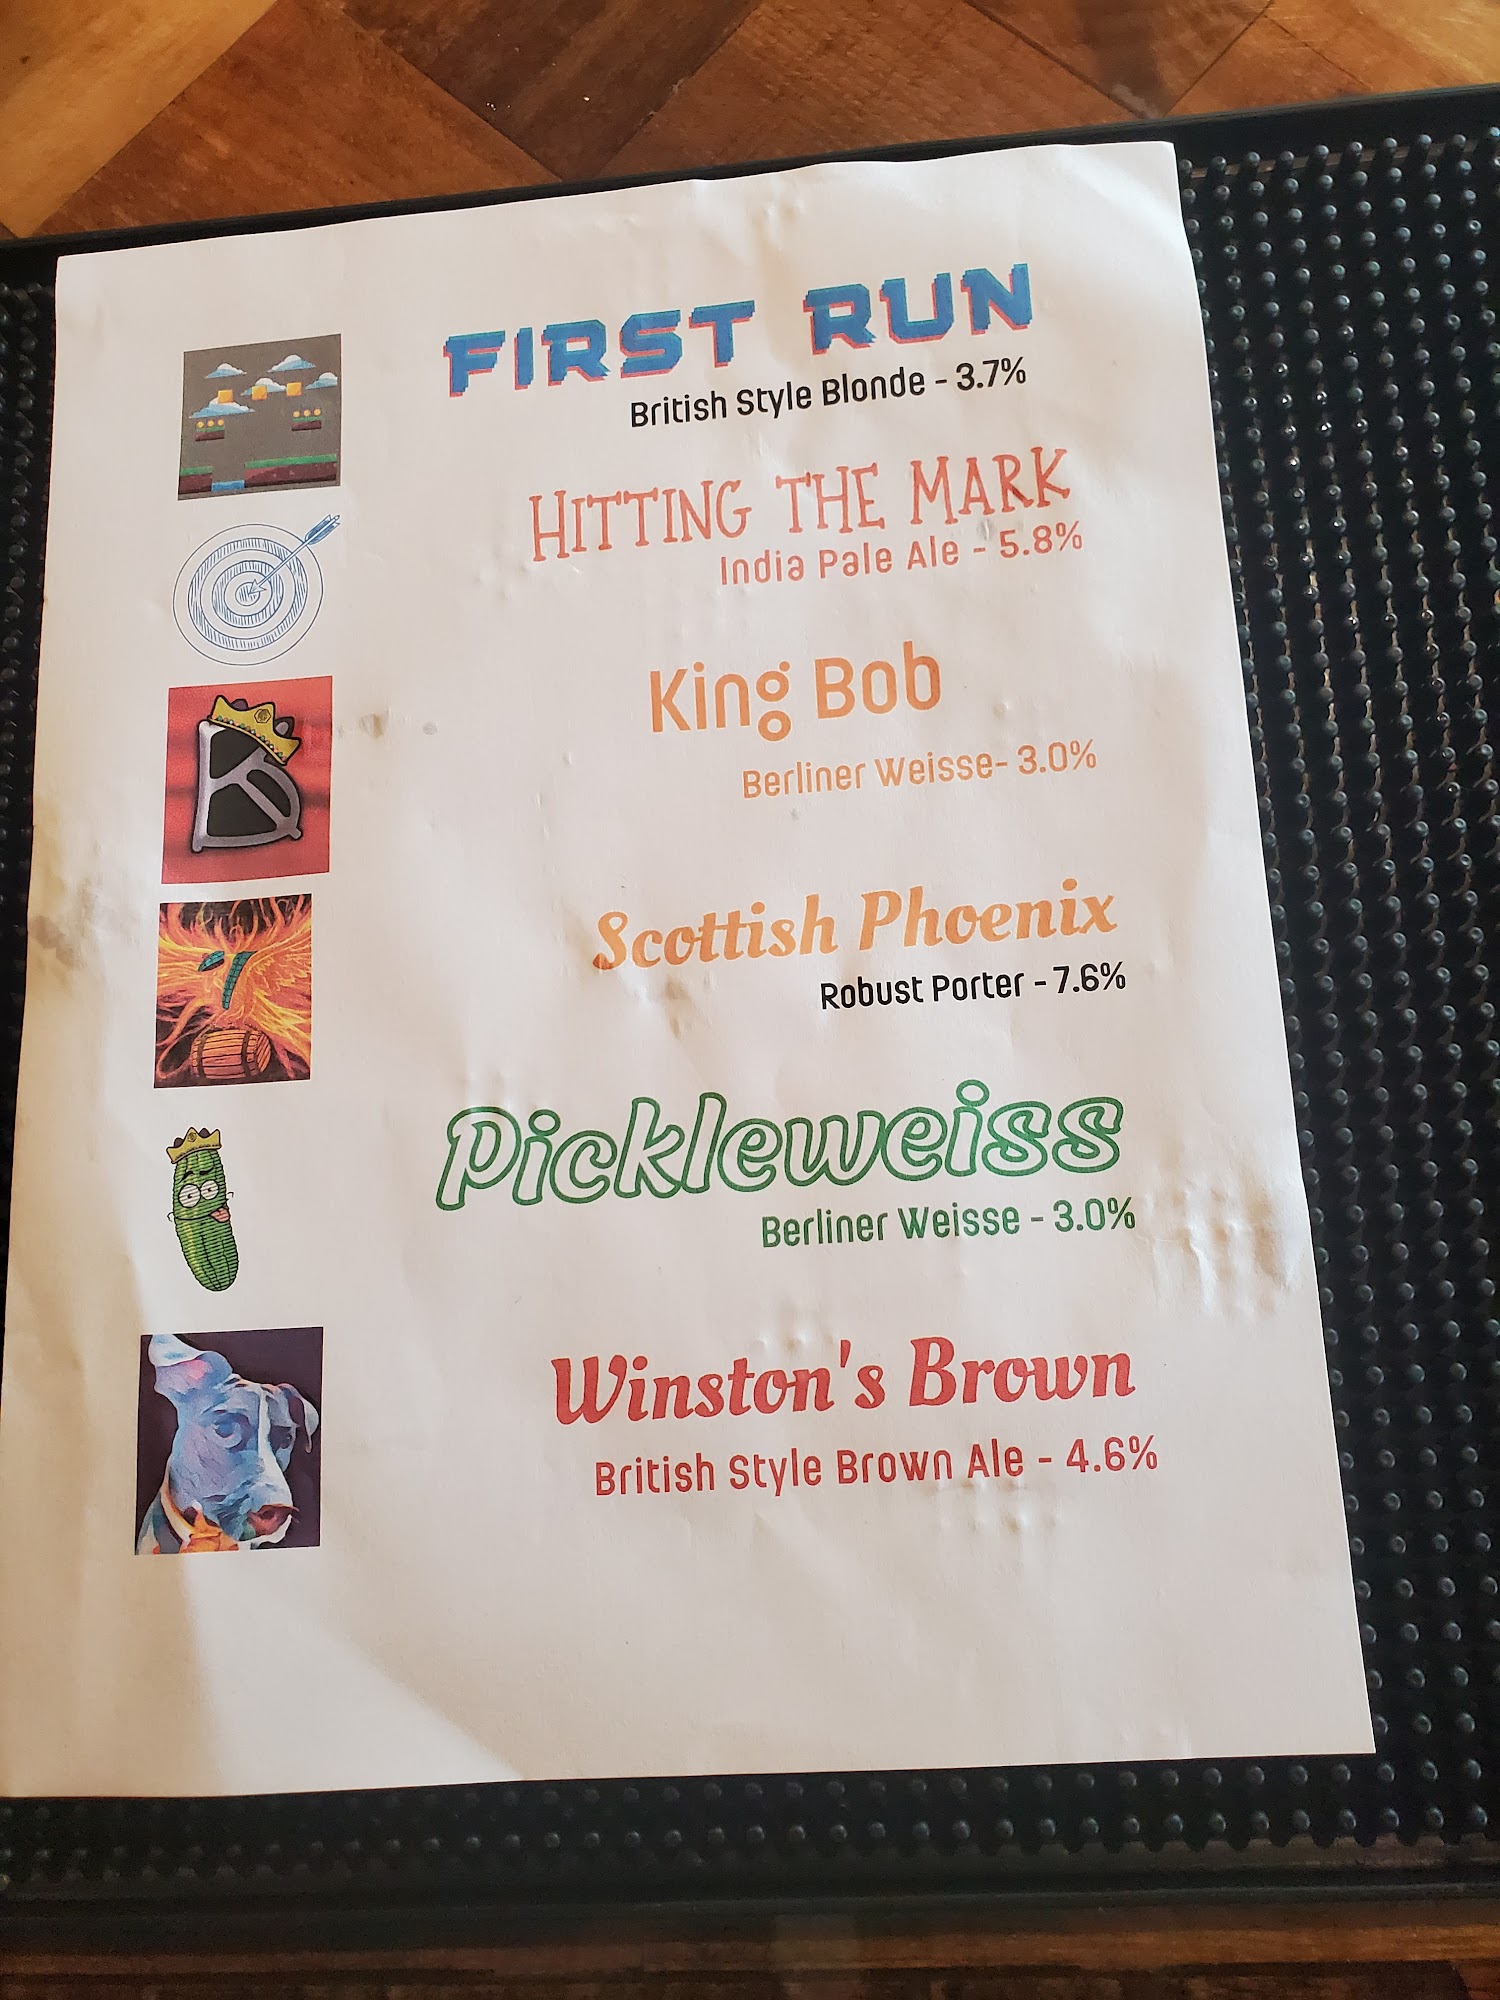 FIRST RUN
British Style Blonde - 3.7%
HITTING THE MARK
India Pale Ale - 5.8%
King Bob
Berliner Weisse- 3.0%
Scottish Phoenix
Robust Porter - 7.6%
Pickleweiss
Berliner Weisse - 3.0%
Winston's Brown
British Style Brown Ale - 4.6%